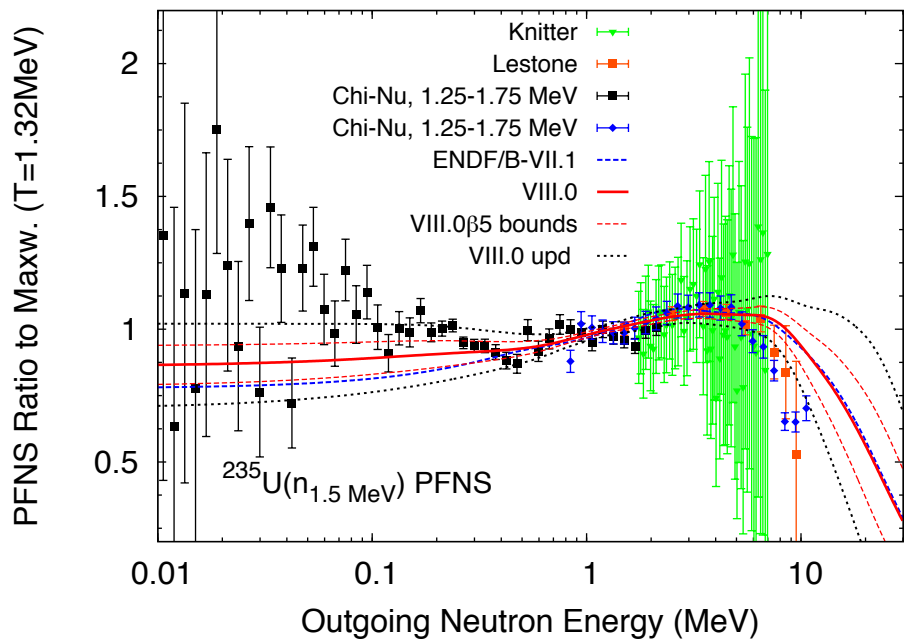 PFNS Ratio to Maxw. (T=1.32MeV)
2
1.5
1
0.5
Knitter
Lestone
Chi-Nu, 1.25-1.75 MeV
Chi-Nu, 1.25-1.75 MeV
ENDF/B-VII.1
VIII.0
VIII.0β5 bounds
VIII.0 upd
²³⁵U(n₁.₅ MeV) PFNS
0.01
0.1
1
10
Outgoing Neutron Energy (MeV)